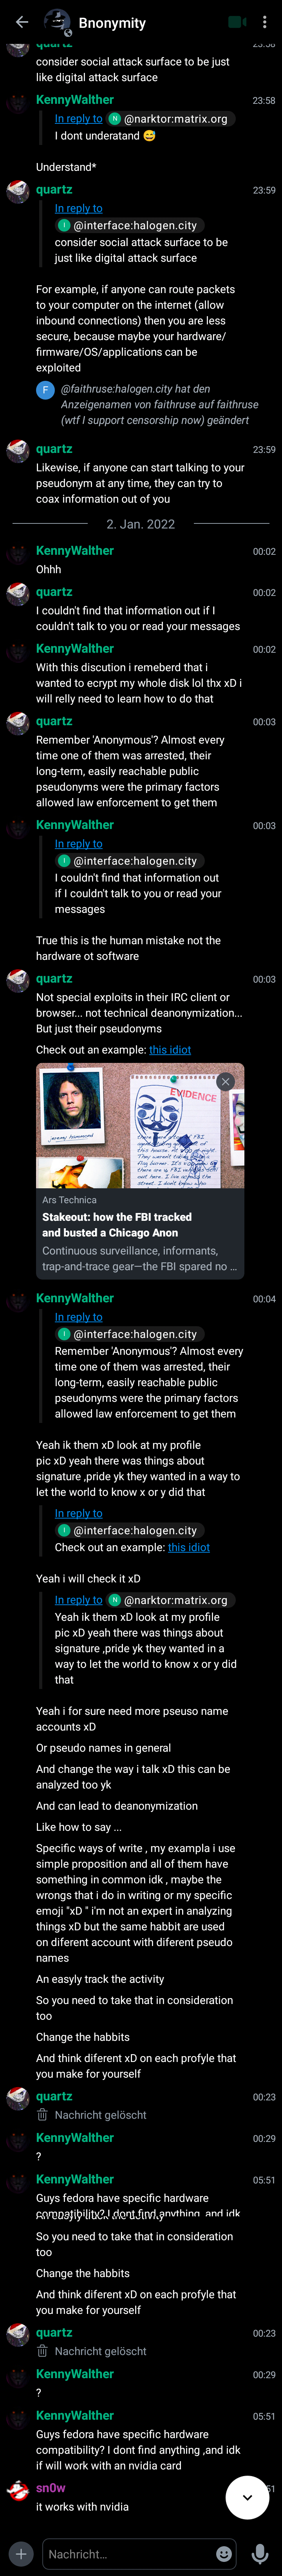 Bnonymity
quartz
23:58
consider social attack surface to be just
like digital attack surface
KennyWalther
23:58
In reply to N @narktor:matrix.org
I dont underatand 😅
Understand*
quartz
23:59
In reply to
I @interface:halogen.city
consider social attack surface to be
just like digital attack surface
For example, if anyone can route packets
to your computer on the internet (allow
inbound connections) then you are less
secure, because maybe your hardware/
firmware/OS/applications can be
exploited
F @faithruse:halogen.city hat den
Anzeigenamen von faithruse auf faithruse
(wtf I support censorship now) geändert
quartz
23:59
Likewise, if anyone can start talking to your
pseudonym at any time, they can try to
coax information out of you
2. Jan. 2022
KennyWalther
00:02
Ohhh
quartz
00:02
I couldn't find that information out if I
couldn't talk to you or read your messages
KennyWalther
00:02
With this discution i remeberd that i
wanted to ecrypt my whole disk lol thx xD i
will relly need to learn how to do that
quartz
00:03
Remember 'Anonymous'? Almost every
time one of them was arrested, their
long-term, easily reachable public
pseudonyms were the primary factors
allowed law enforcement to get them
KennyWalther
00:03
In reply to
I @interface:halogen.city
I couldn't find that information out
if I couldn't talk to you or read your
messages
True this is the human mistake not the
hardware ot software
quartz
00:03
Not special exploits in their IRC client or
browser... not technical deanonymization...
But just their pseudonyms
Check out an example: this idiot
jeremy hammond
EVIDENCE
Ars Technica
Stakeout: how the FBI tracked
and busted a Chicago Anon
Continuous surveillance, informants,
trap-and-trace gear—the FBI spared no ...
KennyWalther
00:04
In reply to
I @interface:halogen.city
Remember 'Anonymous'? Almost every
time one of them was arrested, their
long-term, easily reachable public
pseudonyms were the primary factors
allowed law enforcement to get them
Yeah ik them xD look at my profile
pic xD yeah there was things about
signature ,pride yk they wanted in a way to
let the world to know x or y did that
In reply to
I @interface:halogen.city
Check out an example: this idiot
Yeah i will check it xD
In reply to N @narktor:matrix.org
Yeah ik them xD look at my profile
pic xD yeah there was things about
signature ,pride yk they wanted in a
way to let the world to know x or y did
that
Yeah i for sure need more pseuso name
accounts xD
Or pseudo names in general
And change the way i talk xD this can be
analyzed too yk
And can lead to deanonymization
Like how to say ...
Specific ways of write , my exampla i use
simple proposition and all of them have
something in common idk , maybe the
wrongs that i do in writing or my specific
emoji "xD " i'm not an expert in analyzing
things xD but the same habbit are used
on diferent account with diferent pseudo
names
An easyly track the activity
So you need to take that in consideration
too
Change the habbits
And think diferent xD on each profyle that
you make for yourself
quartz
00:23
Nachricht gelöscht
KennyWalther
00:29
?
KennyWalther
05:51
Guys fedora have specific hardware
compatibility? I dont find anything ,and idk
So you need to take that in consideration
too
Change the habbits
And think diferent xD on each profyle that
you make for yourself
quartz
00:23
Nachricht gelöscht
KennyWalther
00:29
?
KennyWalther
05:51
Guys fedora have specific hardware
compatibility? I dont find anything ,and idk
if will work with an nvidia card
sn0w
51
it works with nvidia
Nachricht...